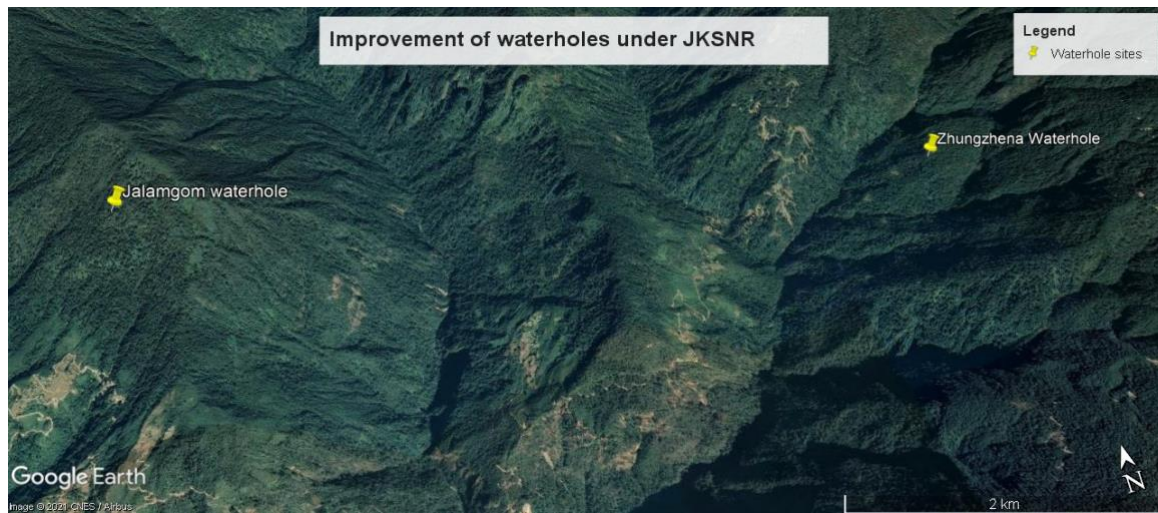 Improvement of waterholes under JKSNR
Legend
Waterhole sites
Zhungzhena Waterhole
Jalamgom waterhole
Google Earth
Image © 2021 CNES / Airbus
N
2 km